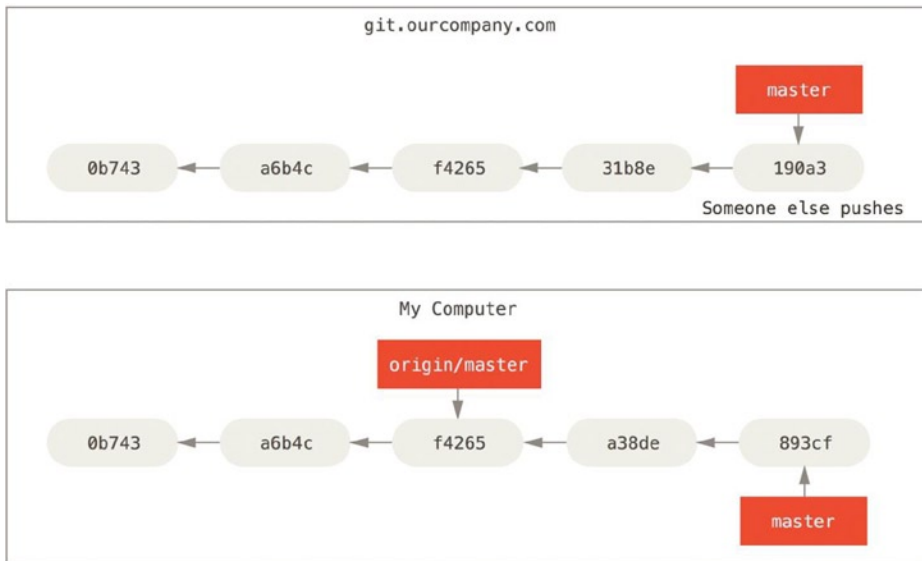 git.ourcompany.com
master
0b743 a6b4c f4265 31b8e 190a3
Someone else pushes
My Computer
origin/master
0b743 a6b4c f4265 a38de 893cf
master